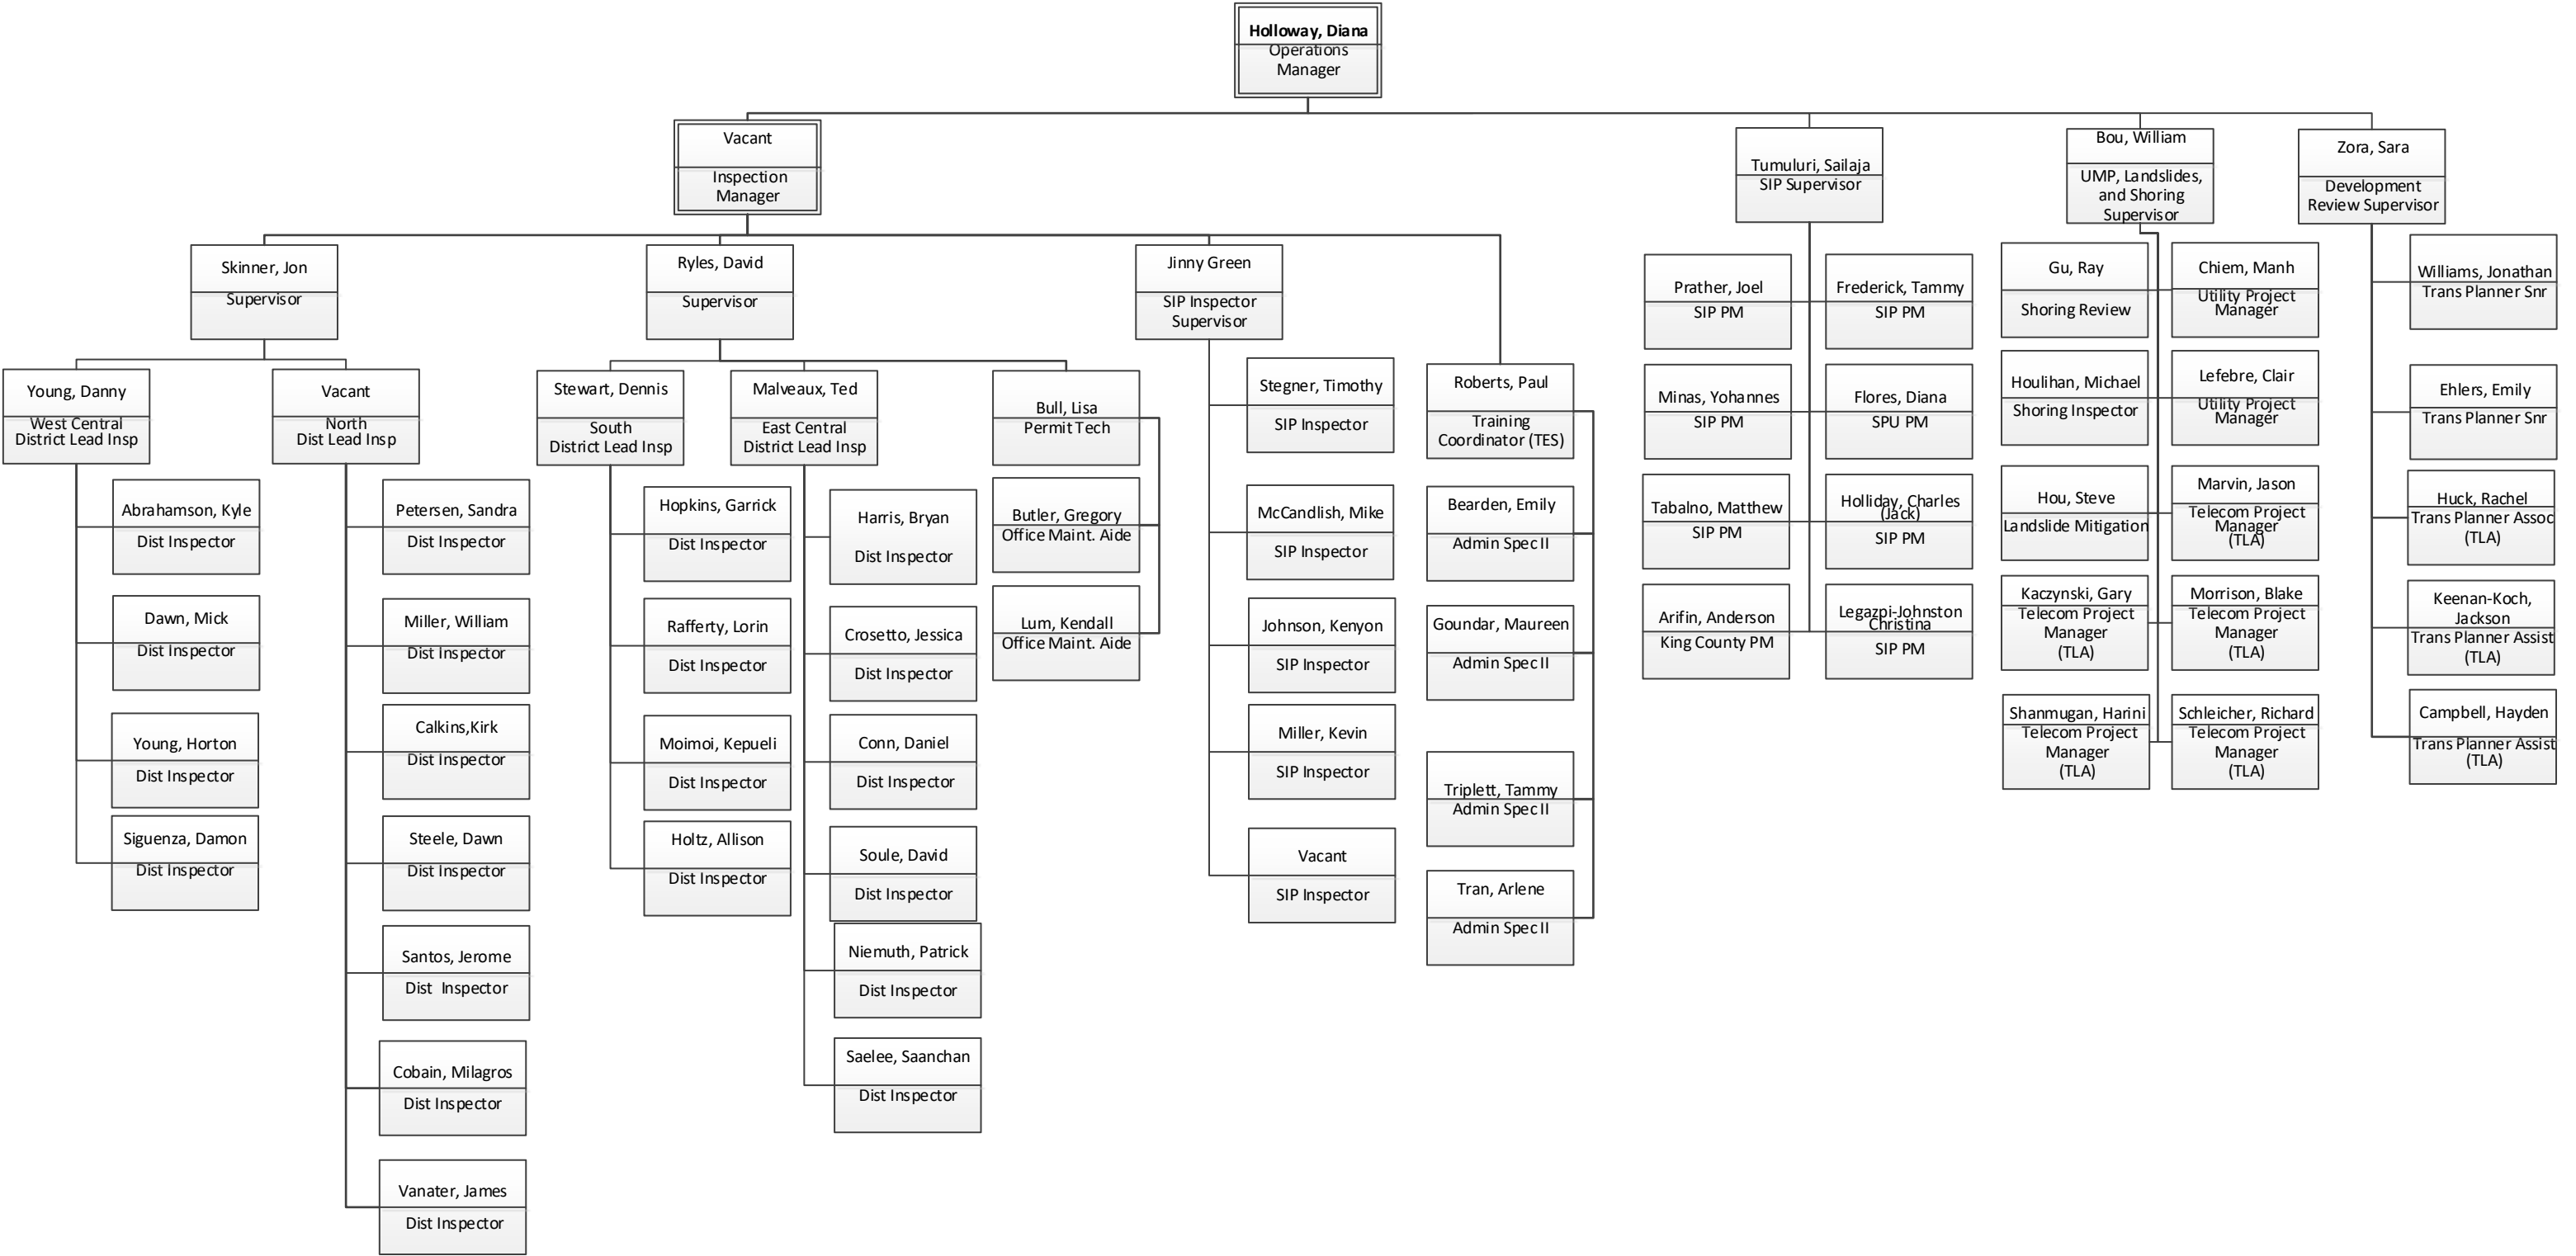 Holloway, Diana
Operations
Manager
Vacant
Inspection
Manager
Tumuluri, Sailaja
SIP Supervisor
Bou, William
UMP, Landslides,
and Shoring
Supervisor
Zora, Sara
Development
Review Supervisor
Skinner, Jon
Supervisor
Ryles, David
Supervisor
Jinny Green
SIP Inspector
Supervisor
Young, Danny
West Central
District Lead Insp
Abrahamson, Kyle
Dist Inspector
Dawn, Mick
Dist Inspector
Young, Horton
Dist Inspector
Siguenza, Damon
Dist Inspector
Vacant
North
Dist Lead Insp
Petersen, Sandra
Dist Inspector
Miller, William
Dist Inspector
Calkins,Kirk
Dist Inspector
Steele, Dawn
Dist Inspector
Santos, Jerome
Dist Inspector
Cobain, Milagros
Dist Inspector
Vanater, James
Dist Inspector
Stewart, Dennis
South
District Lead Insp
Hopkins, Garrick
Dist Inspector
Rafferty, Lorin
Dist Inspector
Moimoi, Kepueli
Dist Inspector
Holtz, Allison
Dist Inspector
Malveaux, Ted
East Central
District Lead Insp
Harris, Bryan
Dist Inspector
Crosetto, Jessica
Dist Inspector
Conn, Daniel
Dist Inspector
Soule, David
Dist Inspector
Niemuth, Patrick
Dist Inspector
Saelee, Saanchan
Dist Inspector
Bull, Lisa
Permit Tech
Butler, Gregory
Office Maint. Aide
Lum, Kendall
Office Maint. Aide
Stegner, Timothy
SIP Inspector
McCandlish, Mike
SIP Inspector
Johnson, Kenyon
SIP Inspector
Miller, Kevin
SIP Inspector
Vacant
SIP Inspector
Roberts, Paul
Training
Coordinator (TES)
Bearden, Emily
Admin Spec II
Goundar, Maureen
Admin Spec II
Triplett, Tammy
Admin Spec II
Tran, Arlene
Admin Spec II
Prather, Joel
SIP PM
Frederick, Tammy
SIP PM
Minas, Yohannes
SIP PM
Flores, Diana
SPU PM
Tabalno, Matthew
SIP PM
Holliday, Charles
(Jack)
SIP PM
Arifin, Anderson
King County PM
Legazpi-Johnston
Christina
SIP PM
Gu, Ray
Shoring Review
Chiem, Manh
Utility Project
Manager
Houlihan, Michael
Shoring Inspector
Lefebre, Clair
Utility Project
Manager
Hou, Steve
Landslide Mitigation
Marvin, Jason
Telecom Project
Manager
(TLA)
Kaczynski, Gary
Telecom Project
Manager
(TLA)
Morrison, Blake
Telecom Project
Manager
(TLA)
Shanmugan, Harini
Telecom Project
Manager
(TLA)
Schleicher, Richard
Telecom Project
Manager
(TLA)
Williams, Jonathan
Trans Planner Snr
Ehlers, Emily
Trans Planner Snr
Huck, Rachel
Trans Planner Assoc
(TLA)
Keenan-Koch,
Jackson
Trans Planner Assist
(TLA)
Campbell, Hayden
Trans Planner Assist
(TLA)